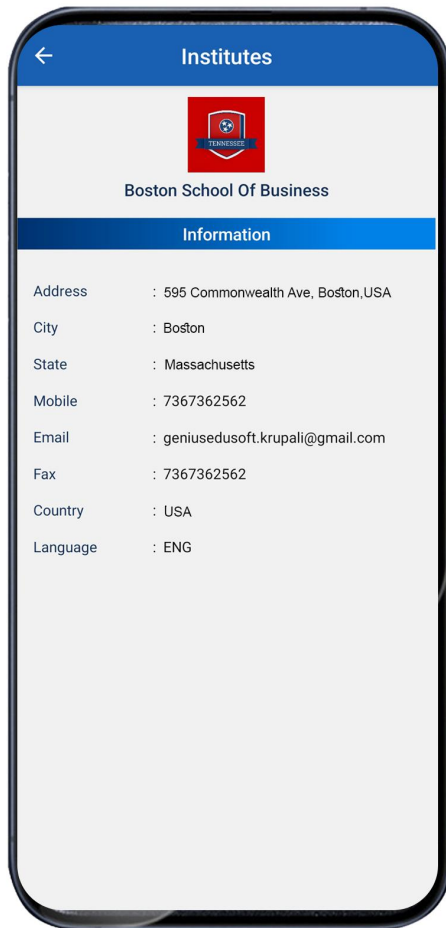 Institutes
TENNESSEE
Boston School Of Business
Information
Address : 595 Commonwealth Ave, Boston,USA
City : Boston
State : Massachusetts
Mobile : 7367362562
Email : geniusedusoft.krupali@gmail.com
Fax : 7367362562
Country : USA
Language : ENG